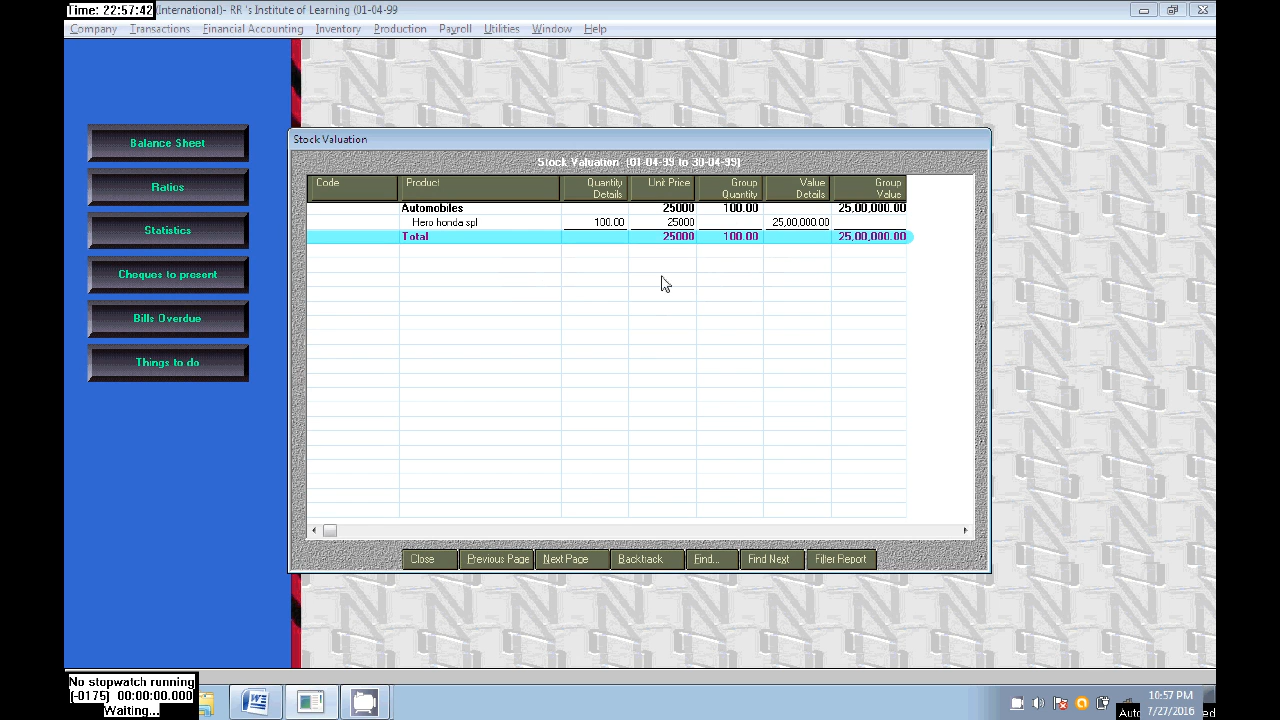 Time: 22:57:42 (International)- RR 's Institute of Learning (01-04-99
Company Transactions Financial Accounting Inventory Production Payroll Utilities Window Help
Balance Sheet
Ratios
Statistics
Cheques to present
Bills Overdue
Things to do
Stock Valuation
Stock Valuation (01-04-99 to 30-04-99)
Code Product Quantity Details Unit Price Group Quantity Value Details Group Value
Automobiles 25000 100.00 25,00,000.00
Hero honda spl 100.00 25000 25,00,000.00
Total 25000 100.00 25,00,000.00
Close Previous Page Next Page Backtrack Find... Find Next Filter Report
No stopwatch running
(-0175) 00:00:00.000
Waiting...
10:57 PM
7/27/2016